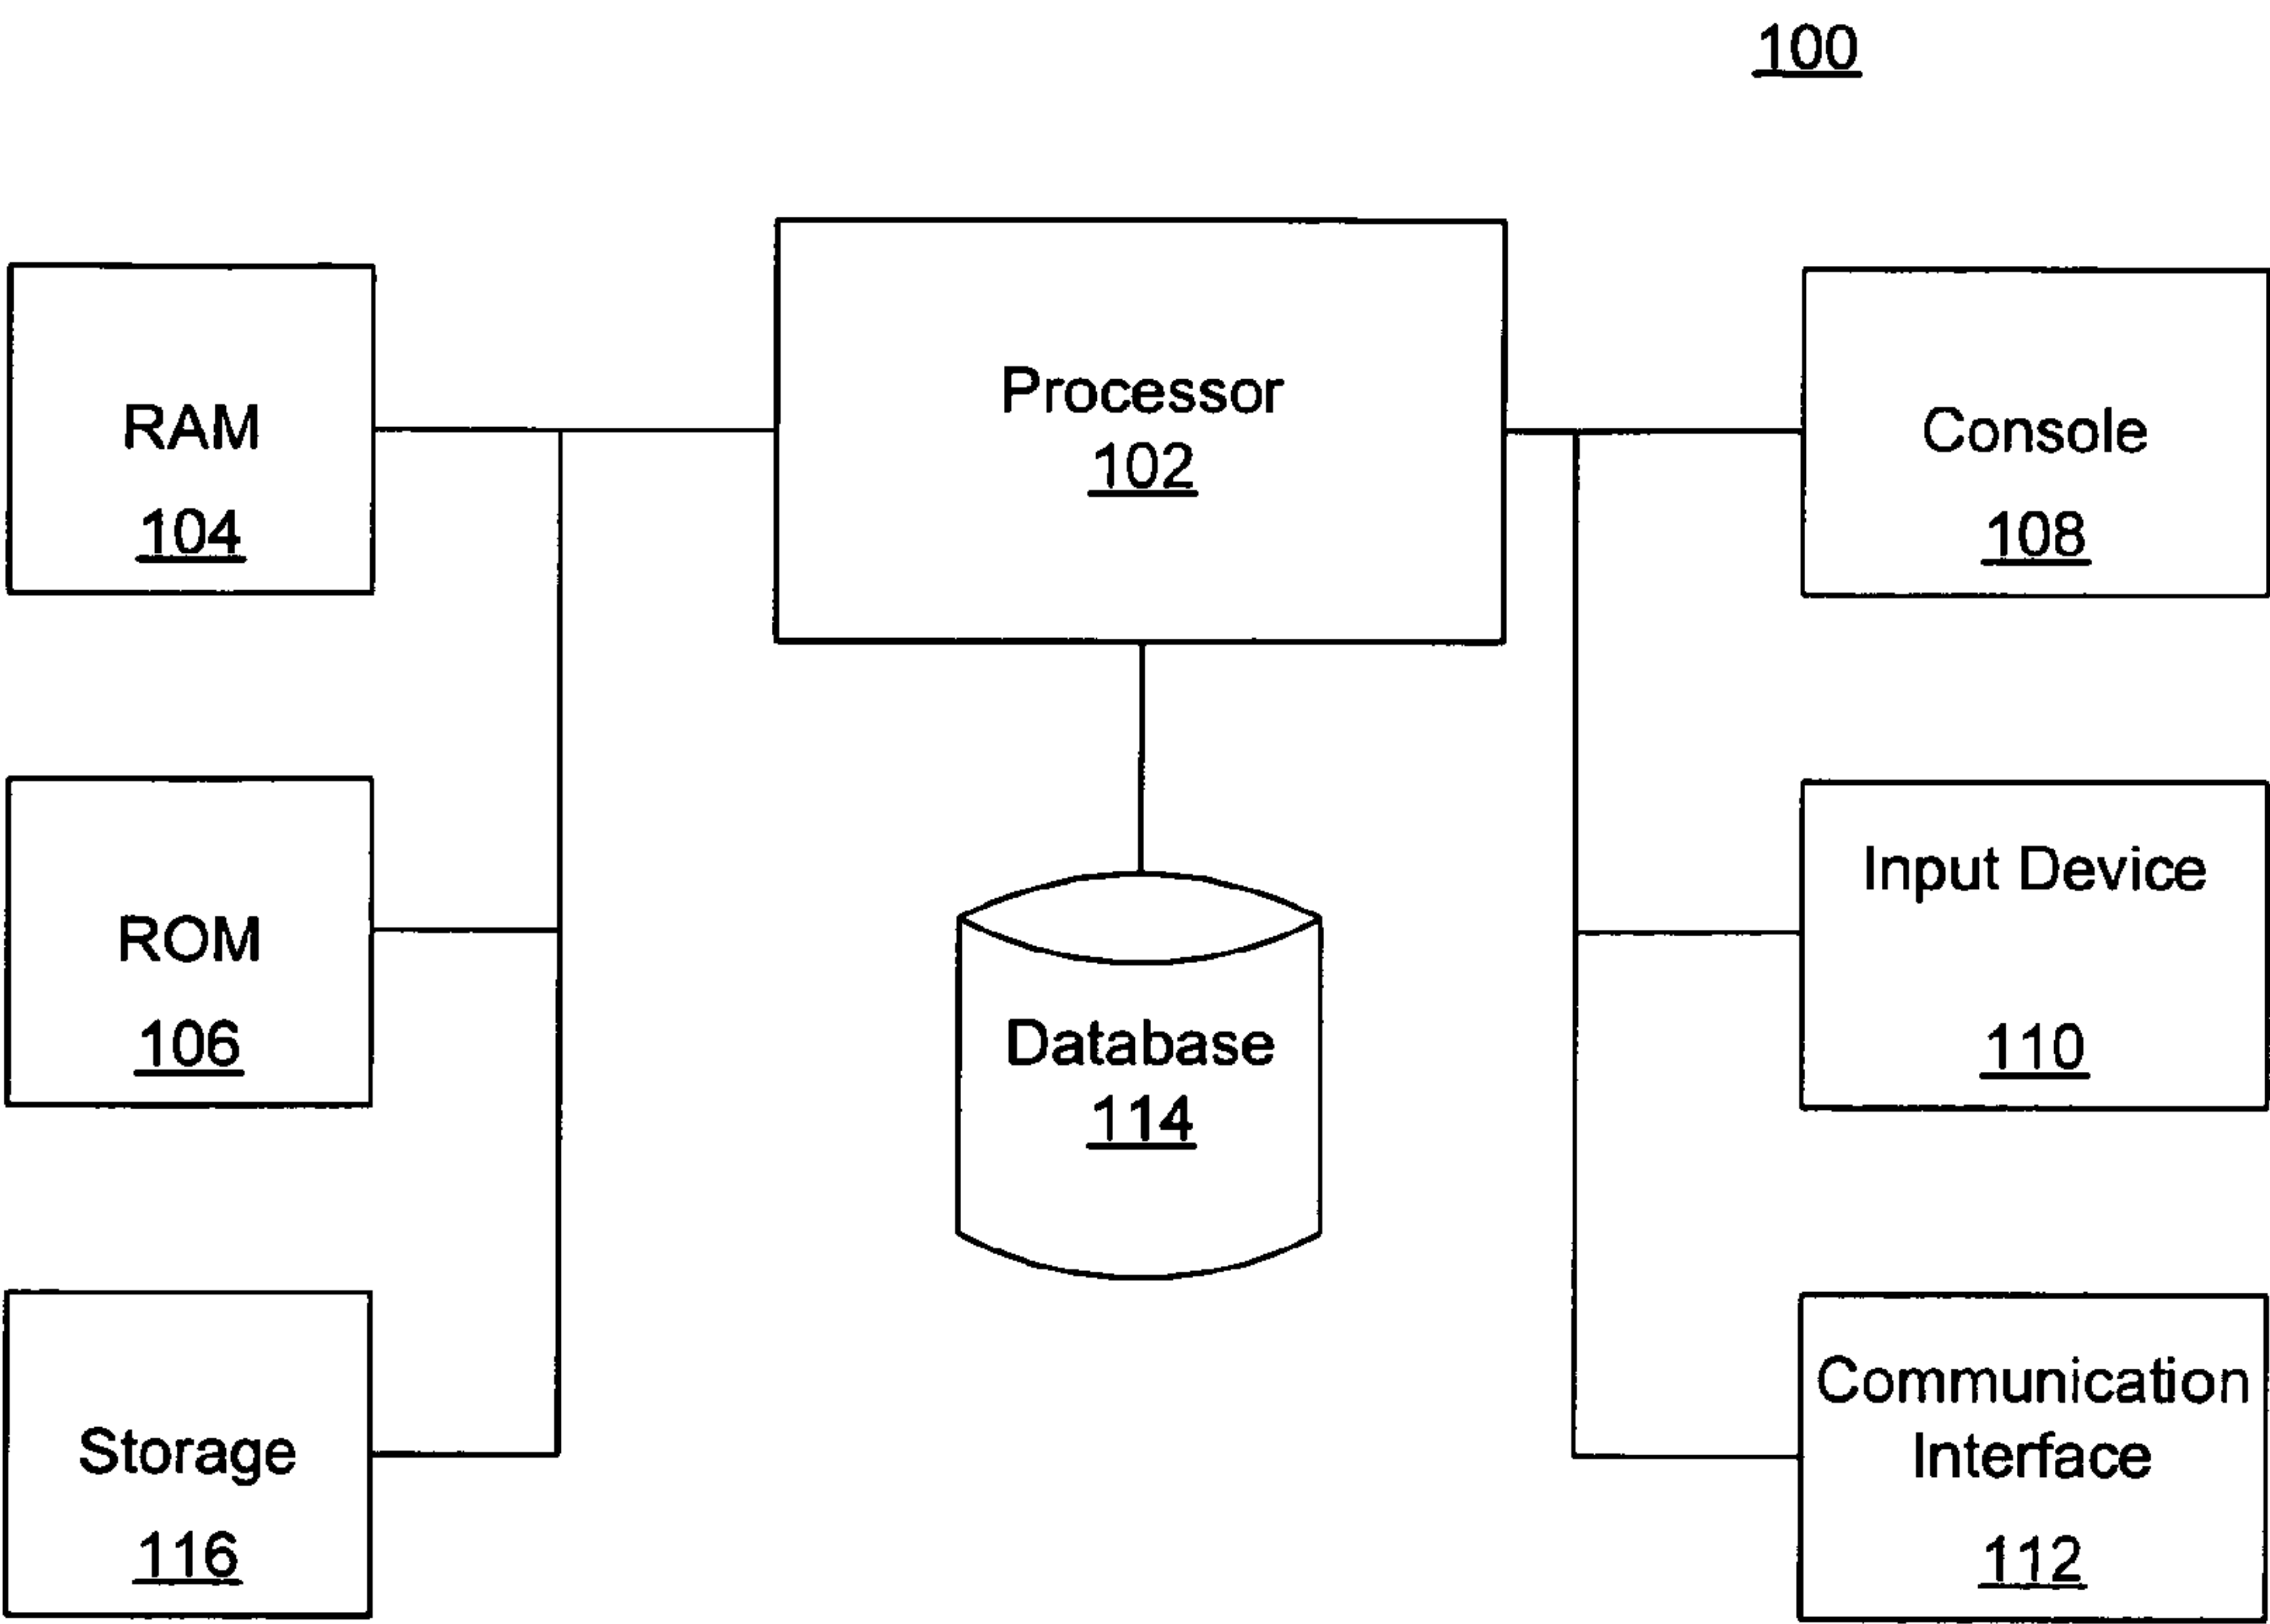 100
RAM
104
Processor
102
Console
108
ROM
106
Database
114
Input Device
110
Storage
116
Communication
Interface
112